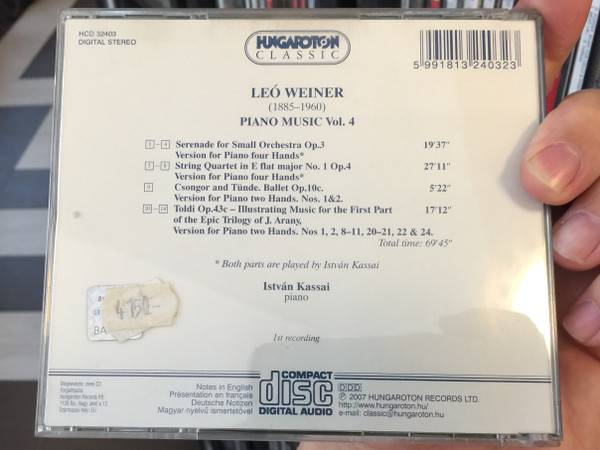 HCD 32403
DIGITAL STEREO
HUNGAROTON
CLASSIC
5 991813 240323
LEÓ WEINER
(1885–1960)
PIANO MUSIC Vol. 4
1–4 Serenade for Small Orchestra Op.3 19'37"
Version for Piano four Hands*
5–8 String Quartet in E flat major No. 1 Op.4 27'11"
Version for Piano four Hands*
9 Csongor and Tünde. Ballet Op.10c. 5'22"
Version for Piano two Hands. Nos. 1&2.
10–14 Toldi Op.43c – Illustrating Music for the First Part 17'12"
of the Epic Trilogy of J. Arany,
Version for Piano two Hands. Nos 1, 2, 8–11, 20–21, 22 & 24.
Total time: 69'45"
* Both parts are played by István Kassai
István Kassai
piano
4750.-
BA
1st recording
Notes in English
Présentation en français
Deutsche Notizen
Magyar nyelvű ismertetővel
COMPACT
disc
DIGITAL AUDIO
DDD
℗ 2007 HUNGAROTON RECORDS LTD.
http://www.hungaroton.hu/
e-mail: classic@hungaroton.hu
Hungaroton Records Kft.